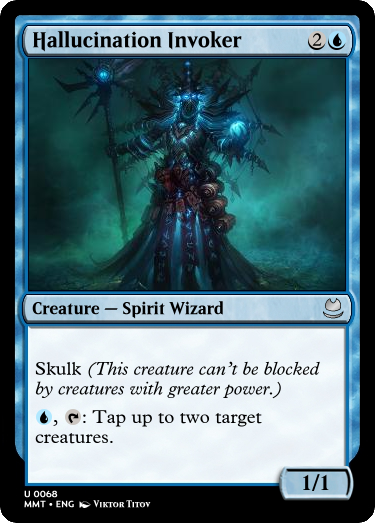 Hallucination Invoker 2
Creature — Spirit Wizard
Skulk (This creature can't be blocked
by creatures with greater power.)
, : Tap up to two target
creatures.
1/1
U 0068
MMT • ENG Viktor Titov